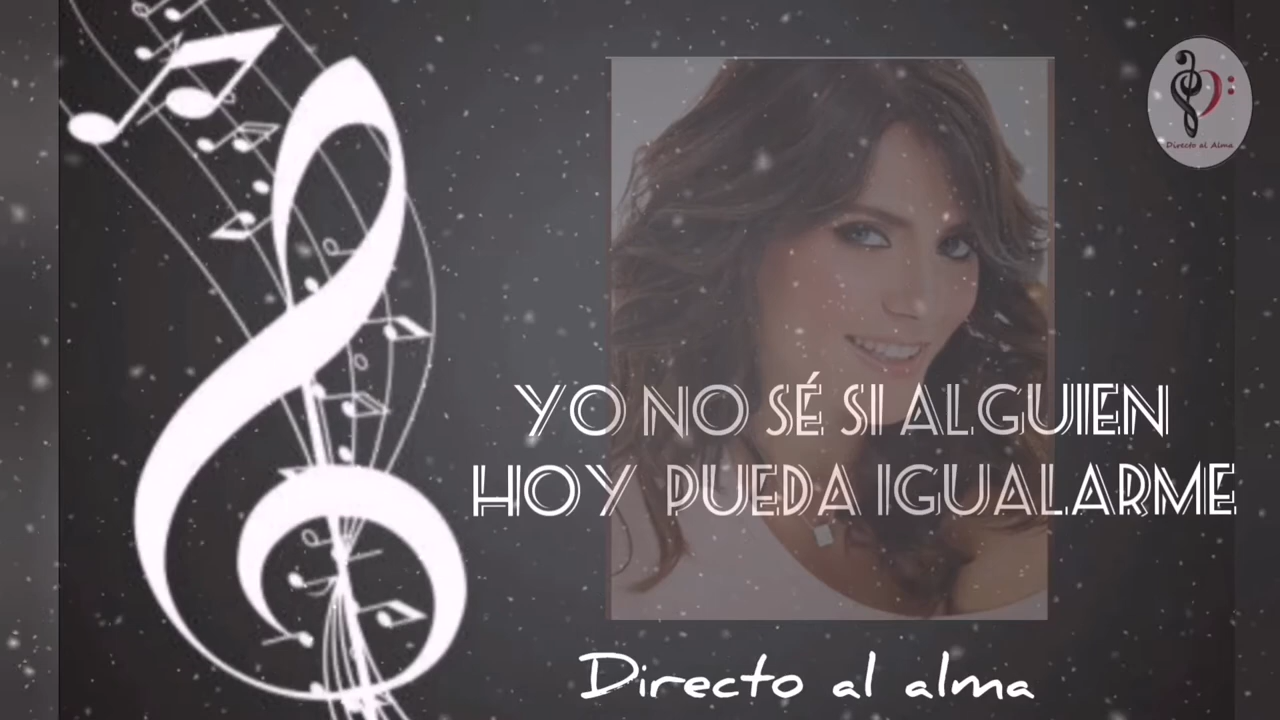 Directo al Alma
YO NO SÉ SI ALGUIEN
HOY PUEDA IGUALARME
Directo al alma